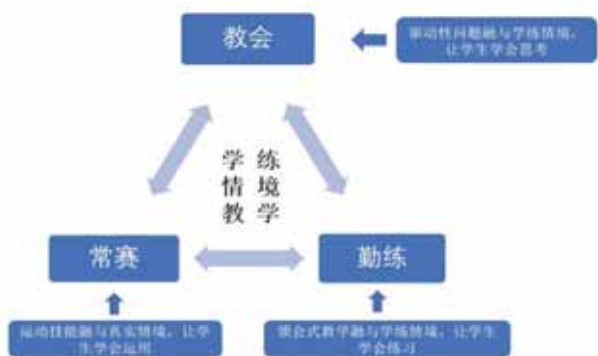 教会
驱动性问题融与学练情境,
让学生学会思考
学 练
情 境
教 学
常赛
勤练
运动技能融与真实情境,让学
生学会运用
领会式教学融与学练情境,让学生
学会练习